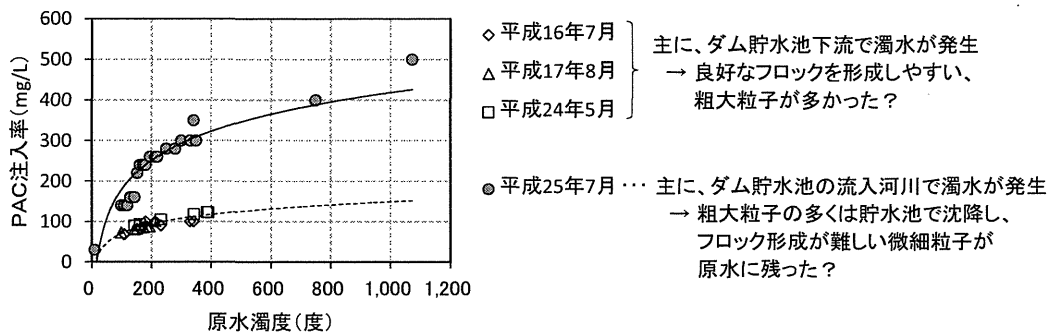 600
500
400
300
200
100
0
PAC注入率(mg/L)
0 200 400 600 800 1,000 1,200
原水濁度(度)
平成16年7月
平成17年8月
平成24年5月
主に、ダム貯水池下流で濁水が発生
→ 良好なフロックを形成しやすい、
粗大粒子が多かった？
平成25年7月 ･･･ 主に、ダム貯水池の流入河川で濁水が発生
→ 粗大粒子の多くは貯水池で沈降し、
フロック形成が難しい微細粒子が
原水に残った？